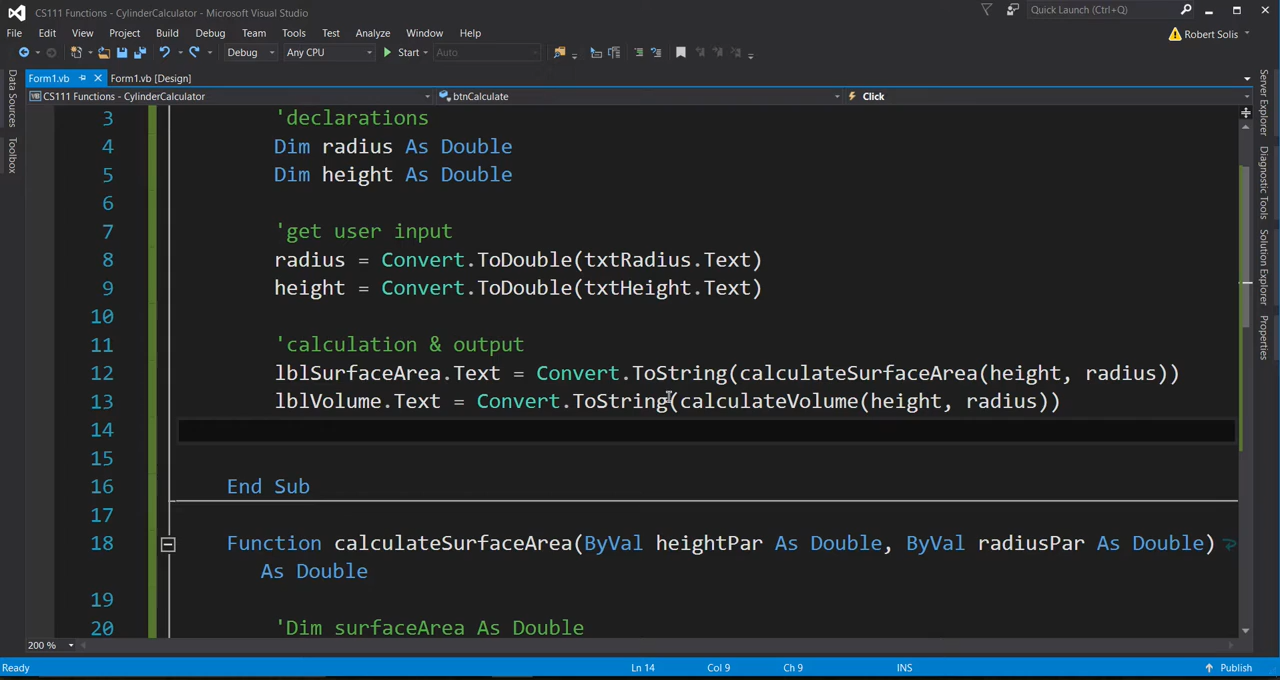 CS111 Functions - CylinderCalculator - Microsoft Visual Studio
Quick Launch (Ctrl+Q)
File Edit View Project Build Debug Team Tools Test Analyze Window Help
Robert Solis
Debug Any CPU Start Auto
Form1.vb Form1.vb [Design]
CS111 Functions - CylinderCalculator btnCalculate Click
Data Sources
Toolbox
3 'declarations
4 Dim radius As Double
5 Dim height As Double
6
7 'get user input
8 radius = Convert.ToDouble(txtRadius.Text)
9 height = Convert.ToDouble(txtHeight.Text)
10
11 'calculation & output
12 lblSurfaceArea.Text = Convert.ToString(calculateSurfaceArea(height, radius))
13 lblVolume.Text = Convert.ToString(calculateVolume(height, radius))
14
15
16 End Sub
17
18 Function calculateSurfaceArea(ByVal heightPar As Double, ByVal radiusPar As Double)
As Double
19
20 'Dim surfaceArea As Double
Server Explorer
Diagnostic Tools
Solution Explorer
Properties
200 %
Ready Ln 14 Col 9 Ch 9 INS Publish